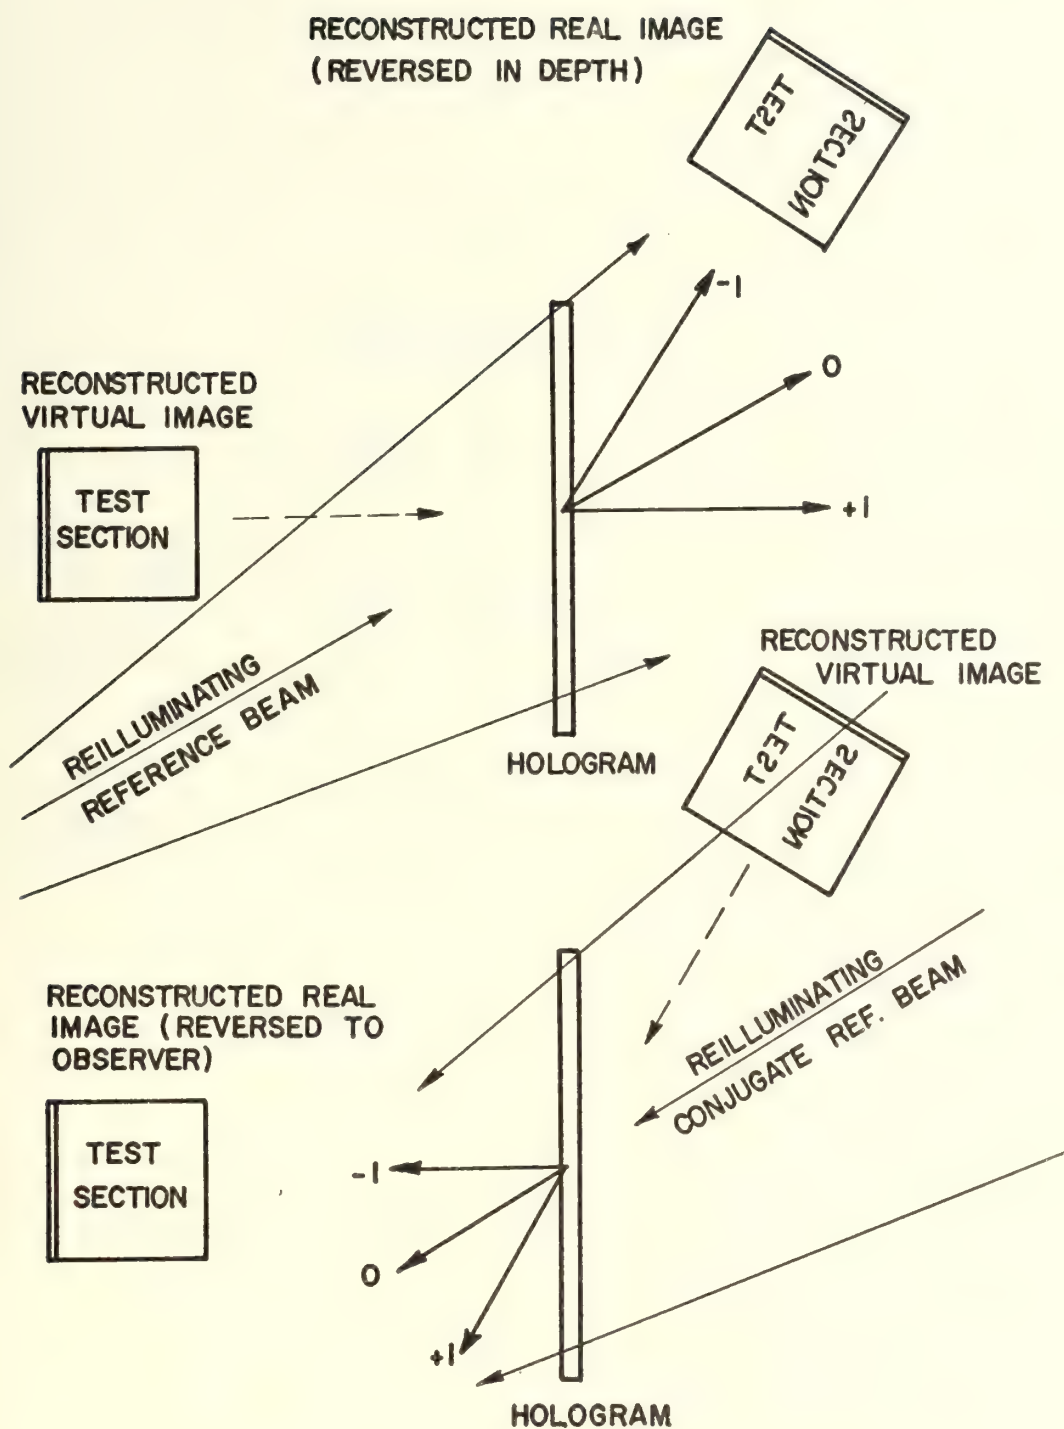 RECONSTRUCTED REAL IMAGE
(REVERSED IN DEPTH)
TEST
SECTION
-1
0
+1
RECONSTRUCTED
VIRTUAL IMAGE
TEST
SECTION
REILLUMINATING
REFERENCE BEAM
HOLOGRAM
RECONSTRUCTED
VIRTUAL IMAGE
TEST
SECTION
REILLUMINATING
CONJUGATE REF. BEAM
RECONSTRUCTED REAL
IMAGE (REVERSED TO
OBSERVER)
TEST
SECTION
-1
0
+1
HOLOGRAM